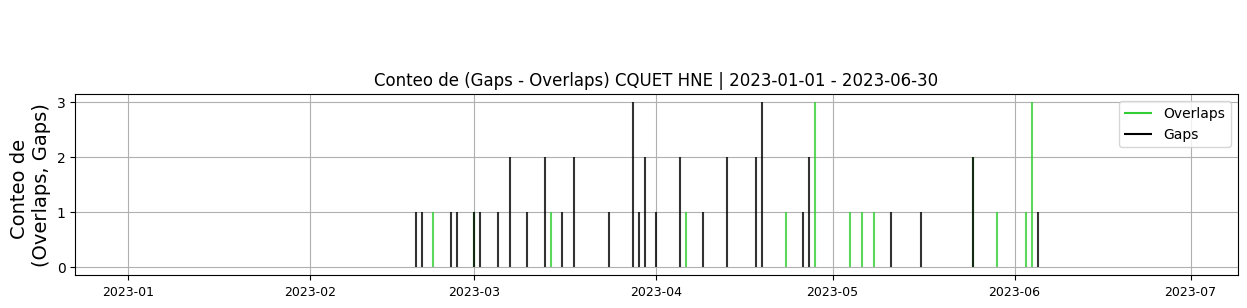 Conteo de (Gaps - Overlaps) CQUET HNE | 2023-01-01 - 2023-06-30
Conteo de
(Overlaps, Gaps)
3
2
1
0
Overlaps
Gaps
2023-01
2023-02
2023-03
2023-04
2023-05
2023-06
2023-07